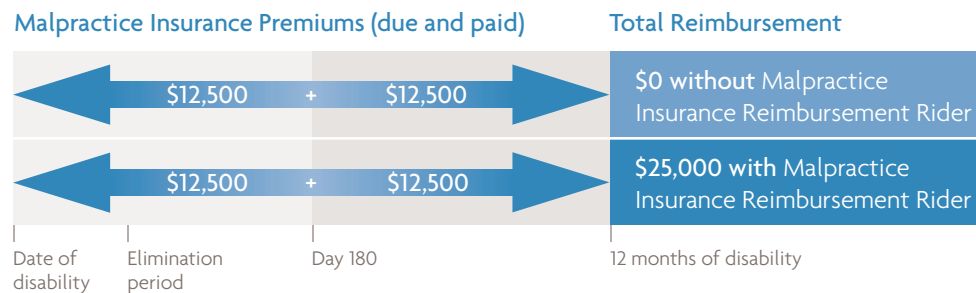 Malpractice Insurance Premiums (due and paid) Total Reimbursement
$12,500 + $12,500
$0 without Malpractice
Insurance Reimbursement Rider
$12,500 + $12,500
$25,000 with Malpractice
Insurance Reimbursement Rider
Date of
disability
Elimination
period
Day 180
12 months of disability